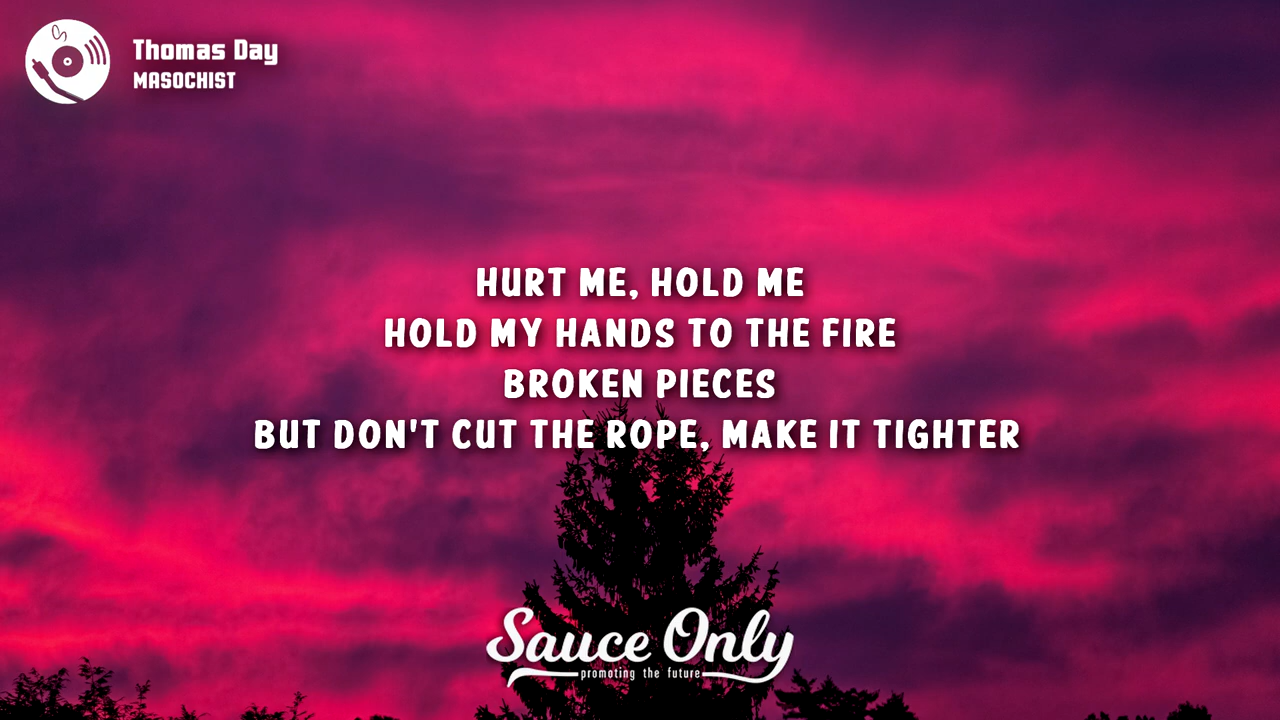 Thomas Day
MASOCHIST
HURT ME, HOLD ME
HOLD MY HANDS TO THE FIRE
BROKEN PIECES
BUT DON'T CUT THE ROPE, MAKE IT TIGHTER
Sauce Only
promoting the future